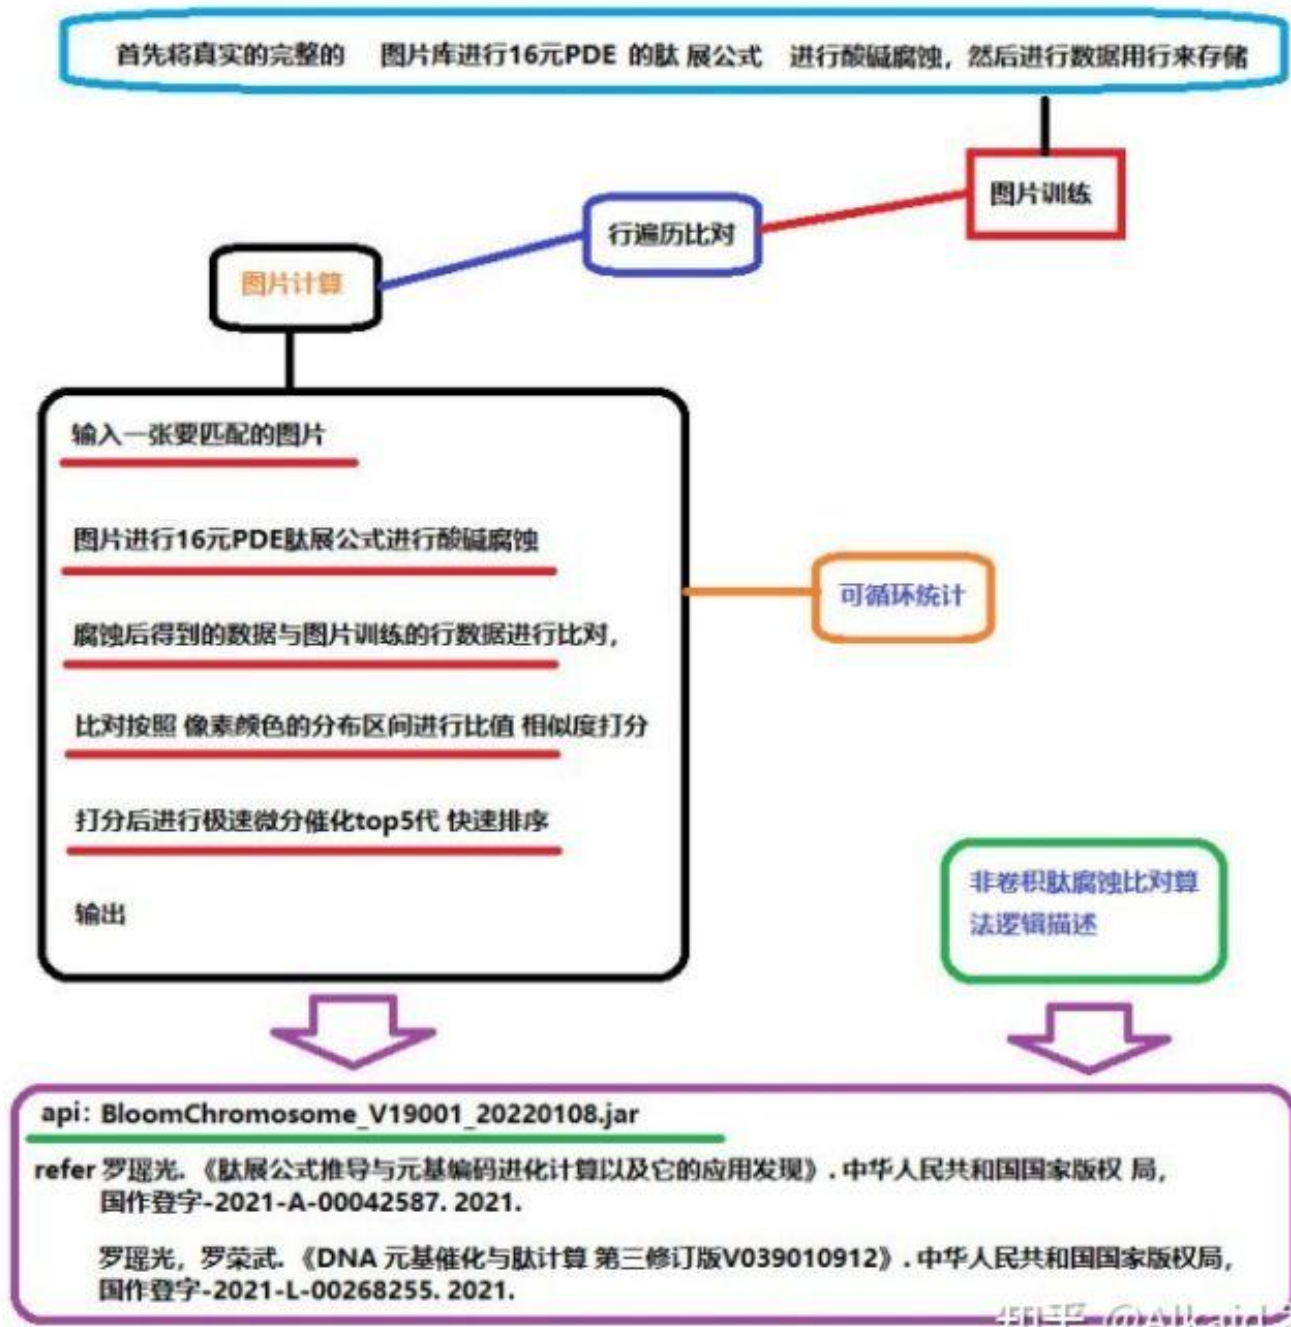 首先将真实的完整的 图片库进行16元PDE 的肽 展公式 进行酸碱腐蚀，然后进行数据用行来存储
图片训练
行遍历比对
图片计算
输入一张要匹配的图片
图片进行16元PDE肽展公式进行酸碱腐蚀
可循环统计
腐蚀后得到的数据与图片训练的行数据进行比对，
比对按照 像素颜色的分布区间进行比值 相似度打分
打分后进行极速微分催化top5代 快速排序
输出
非卷积肽腐蚀比对算
法逻辑描述
api: BloomChromosome_V19001_20220108.jar
refer 罗瑶光.《肽展公式推导与元基编码进化计算以及它的应用发现》. 中华人民共和国国家版权 局，
国作登字-2021-A-00042587. 2021.
罗瑶光，罗荣武.《DNA 元基催化与肽计算 第三修订版V039010912》. 中华人民共和国国家版权局，
国作登字-2021-L-00268255. 2021.
知乎